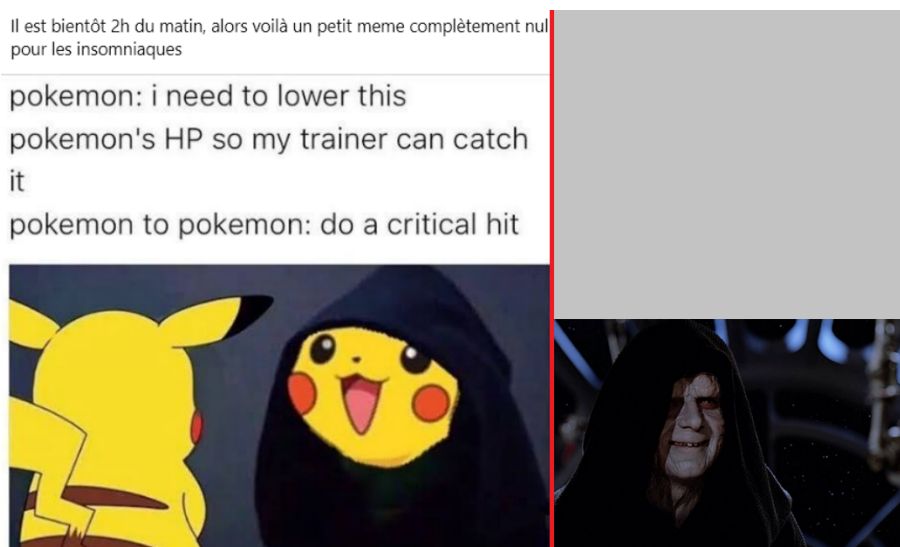 Il est bientôt 2h du matin, alors voilà un petit meme complètement nul
pour les insomniaques
pokemon: i need to lower this
pokemon's HP so my trainer can catch
it
pokemon to pokemon: do a critical hit